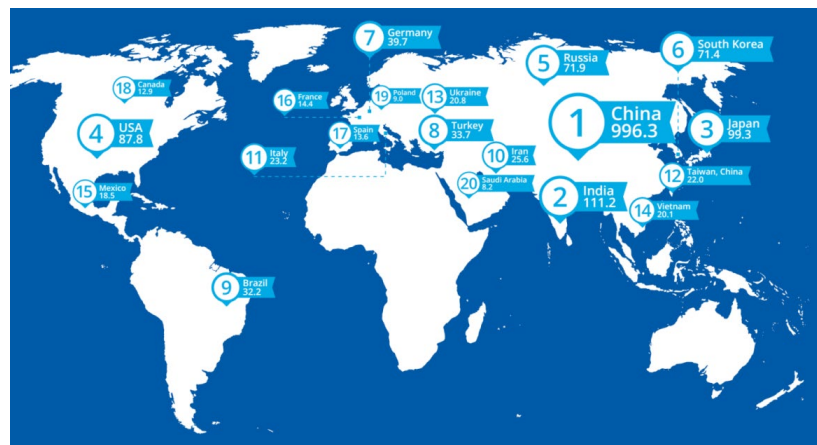 7
Germany
39.7
6
South Korea
71.4
5
Russia
71.9
18
Canada
12.9
16
France
14.4
19
Poland
9.0
13
Ukraine
20.8
1
China
996.3
4
USA
87.8
17
Spain
13.6
8
Turkey
33.7
3
Japan
99.3
11
Italy
23.2
10
Iran
25.6
12
Taiwan, China
22.0
15
Mexico
18.5
20
Saudi Arabia
8.2
2
India
111.2
14
Vietnam
20.1
9
Brazil
32.2